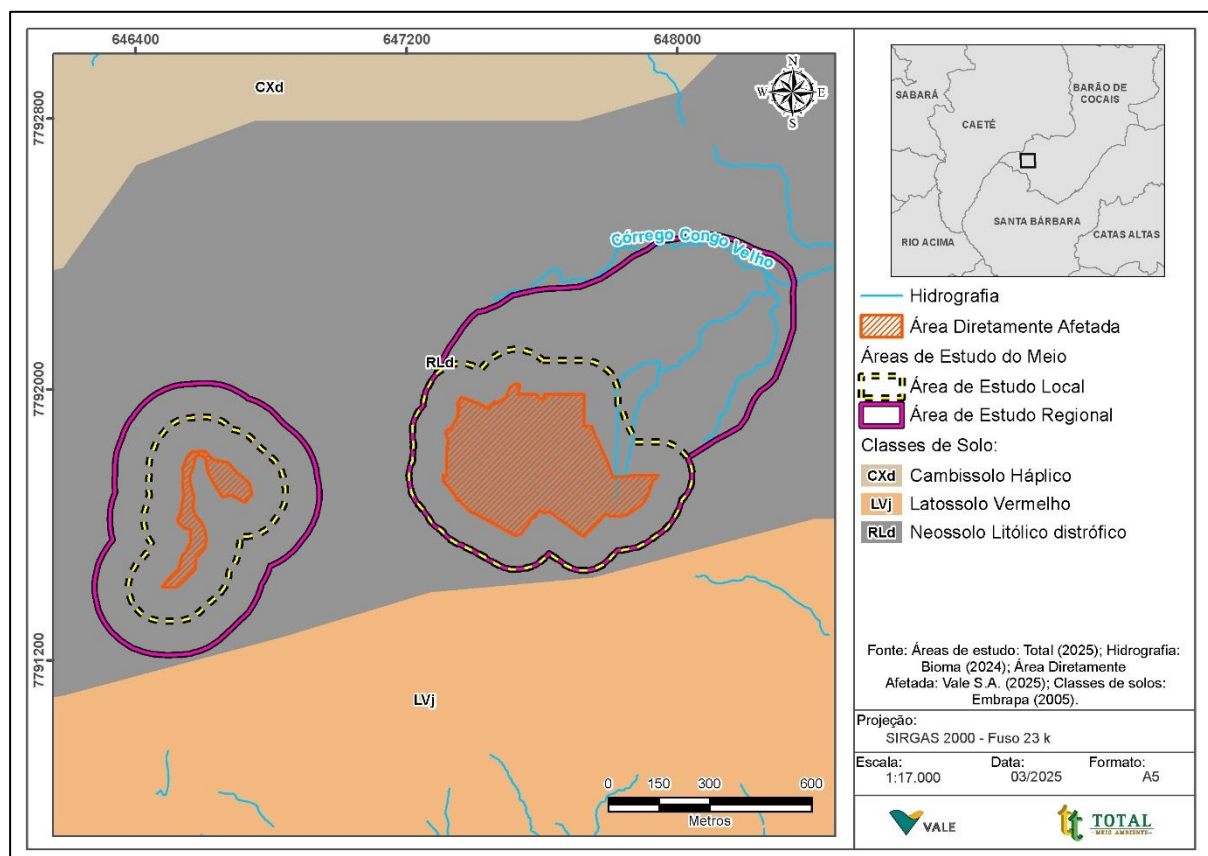 646400
647200
648000
7792800
7792000
7791200
CXd
N
W
E
S
Córrego Congo Velho
RLd
LVj
0 150 300 600
Metros
SABARÁ
BARÃO DE
COCAIS
CAETÉ
SANTA BÁRBARA
RIO ACIMA
CATAS ALTAS
Hidrografia
Área Diretamente Afetada
Áreas de Estudo do Meio
Área de Estudo Local
Área de Estudo Regional
Classes de Solo:
CXd Cambissolo Háplico
LVj Latossolo Vermelho
RLd Neossolo Litólico distrófico
Fonte: Áreas de estudo: Total (2025); Hidrografia:
Bioma (2024); Área Diretamente
Afetada: Vale S.A. (2025); Classes de solos:
Embrapa (2005).
Projeção:
SIRGAS 2000 - Fuso 23 k
Escala: Data: Formato:
1:17.000 03/2025 A5
VALE
TOTAL
MEIO AMBIENTE